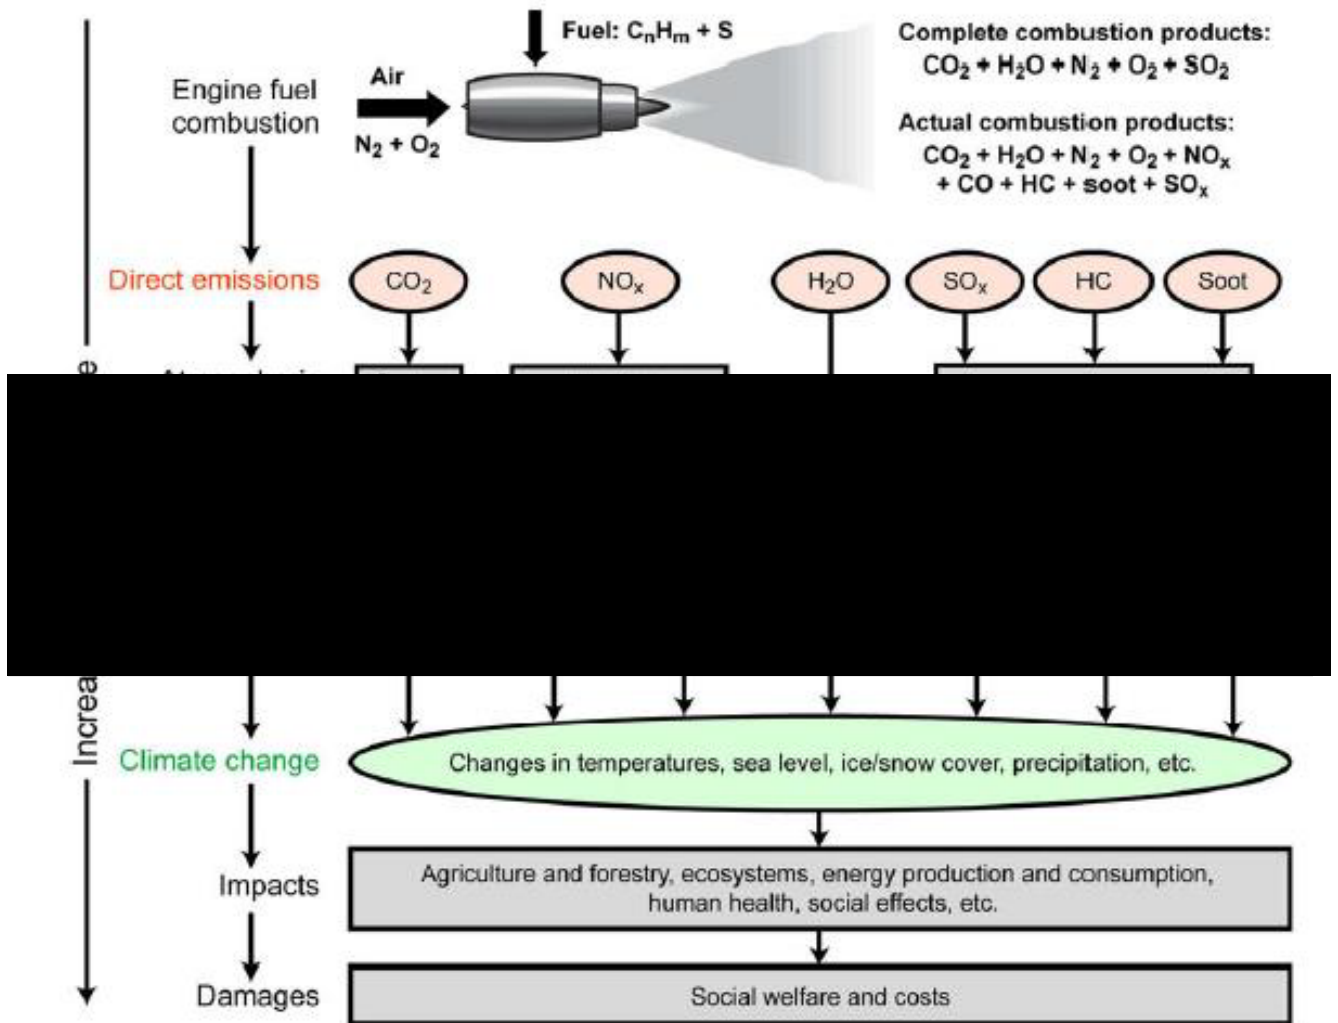 Fuel: CₙHₘ + S
Complete combustion products:
CO₂ + H₂O + N₂ + O₂ + SO₂
Engine fuel
combustion
Air
N₂ + O₂
Actual combustion products:
CO₂ + H₂O + N₂ + O₂ + NOₓ
+ CO + HC + soot + SOₓ
Direct emissions
CO₂
NOₓ
H₂O
SOₓ
HC
Soot
Climate change
Changes in temperatures, sea level, ice/snow cover, precipitation, etc.
Impacts
Agriculture and forestry, ecosystems, energy production and consumption,
human health, social effects, etc.
Damages
Social welfare and costs